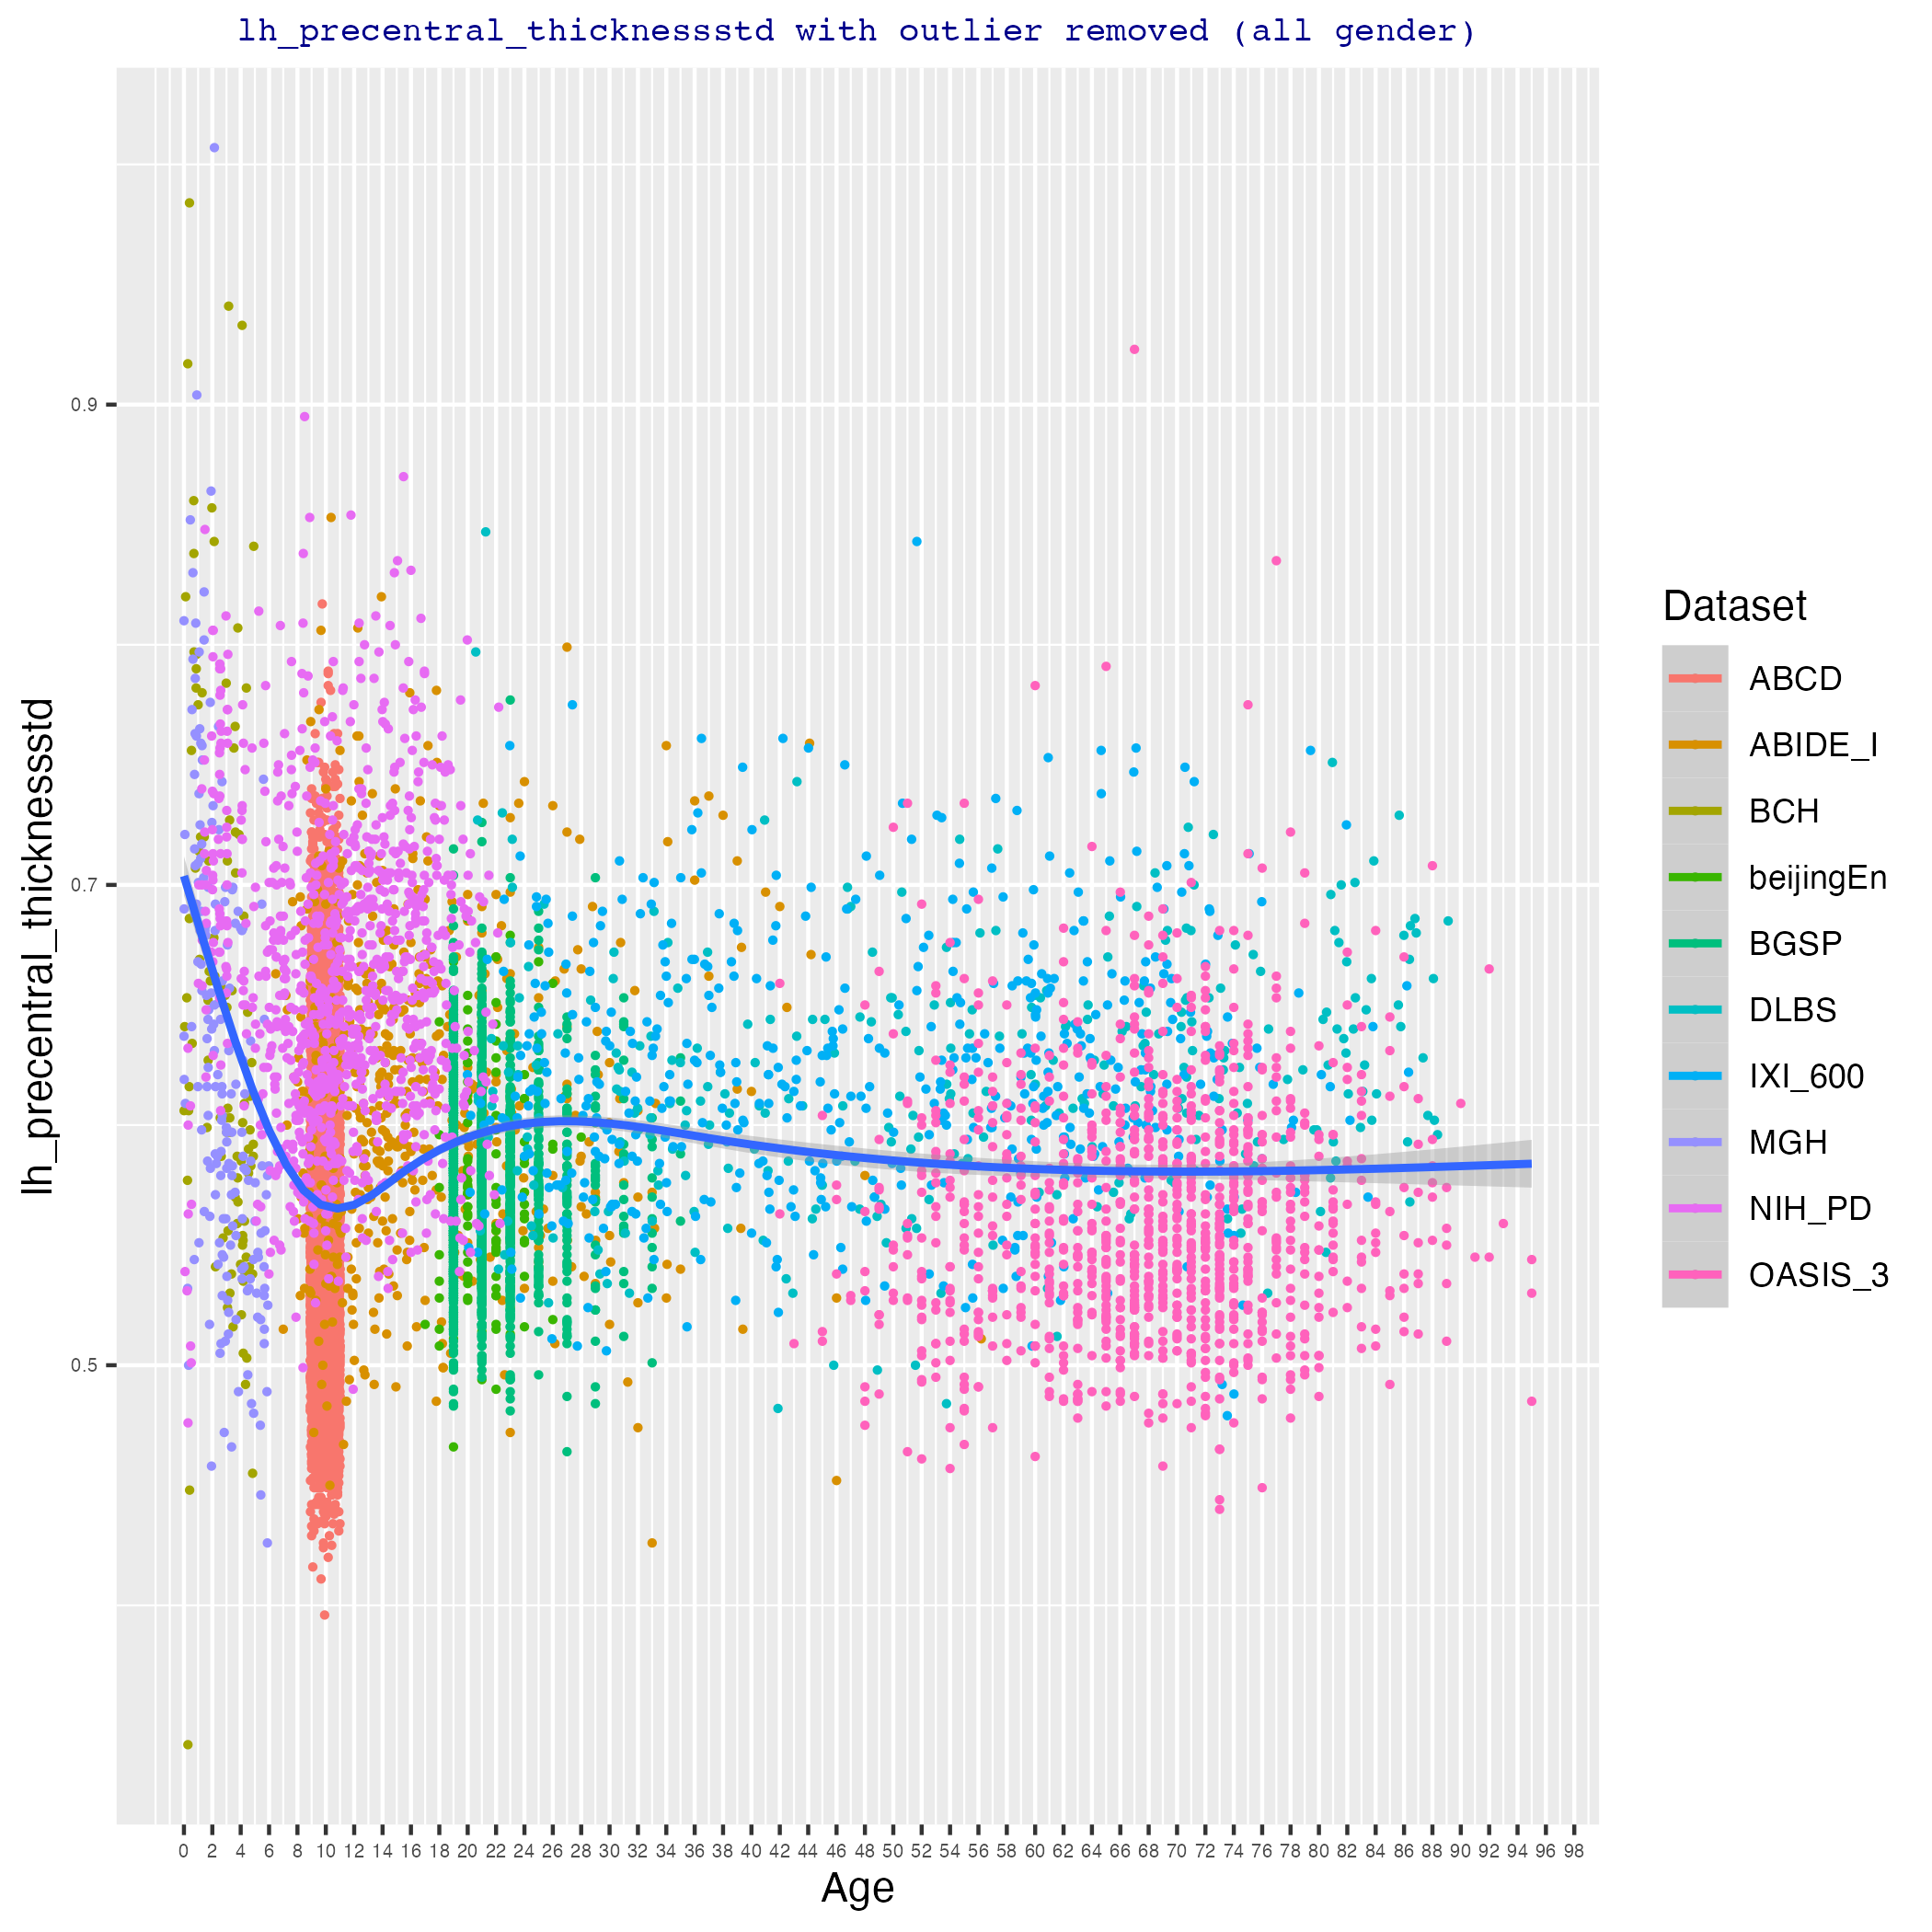 lh_precentral_thicknessstd with outlier removed (all gender)
lh_precentral_thicknessstd
0.9
0.7
0.5
0 2 4 6 8 10 12 14 16 18 20 22 24 26 28 30 32 34 36 38 40 42 44 46 48 50 52 54 56 58 60 62 64 66 68 70 72 74 76 78 80 82 84 86 88 90 92 94 96 98
Age
Dataset
ABCD
ABIDE_I
BCH
beijingEn
BGSP
DLBS
IXI_600
MGH
NIH_PD
OASIS_3